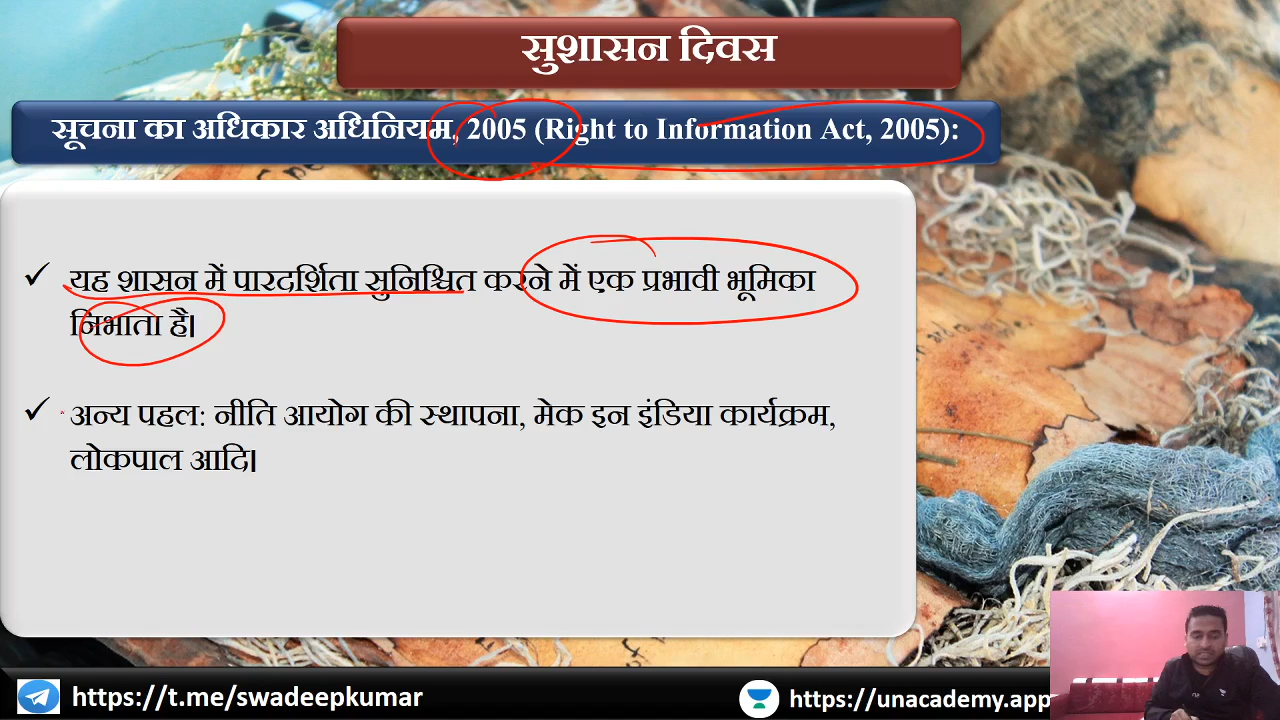 सुशासन दिवस
सूचना का अधिकार अधिनियम, 2005 (Right to Information Act, 2005):
✓ यह शासन में पारदर्शिता सुनिश्चित करने में एक प्रभावी भूमिका
निभाता है।
✓ अन्य पहल: नीति आयोग की स्थापना, मेक इन इंडिया कार्यक्रम,
लोकपाल आदि।
https://t.me/swadeepkumar
https://unacademy.app